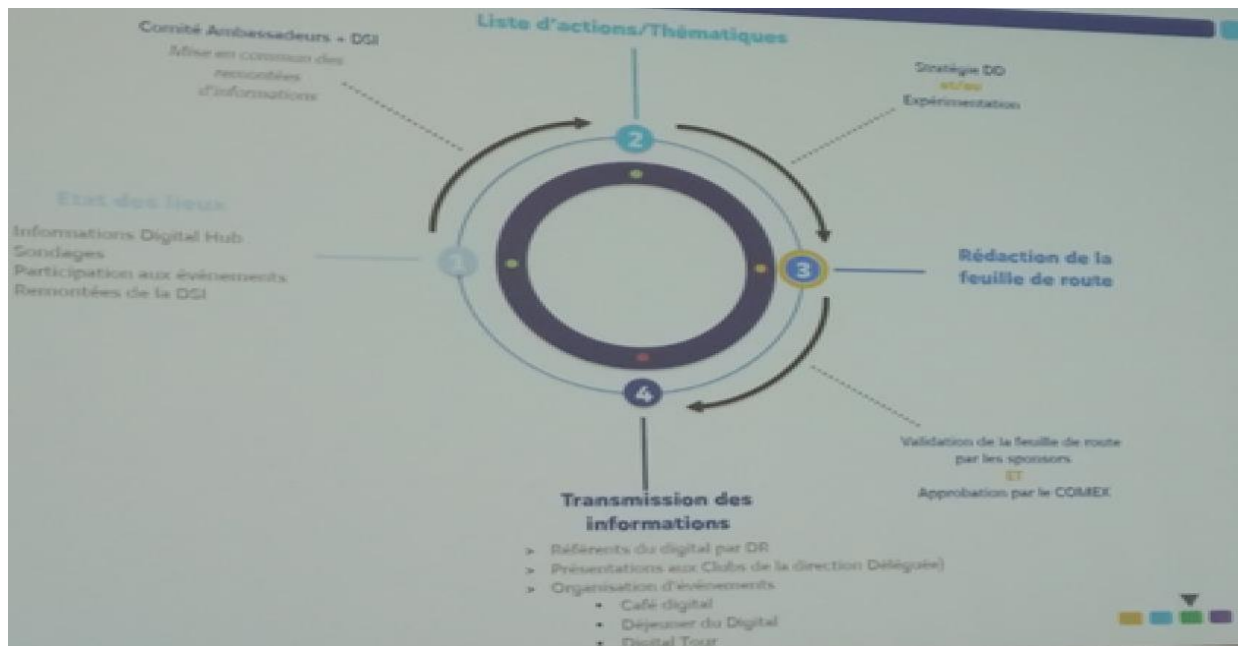 Comité Ambassadeurs + DSI
Mise en commun des
remontées
d'informations
Liste d'actions/Thématiques
Stratégie DD
et/ou
Expérimentation
2
Etat des lieux
Informations Digital Hub
Sondages
Participation aux événements
Remontées de la DSI
1
3
Rédaction de la
feuille de route
4
Validation de la feuille de route
par les sponsors
ET
Approbation par le COMEX
Transmission des
informations
➤ Référents du digital par DR
➤ Présentations aux Clubs de la direction Déléguée)
➤ Organisation d'événements
• Café digital
• Déjeuner du Digital
• Digital Tour